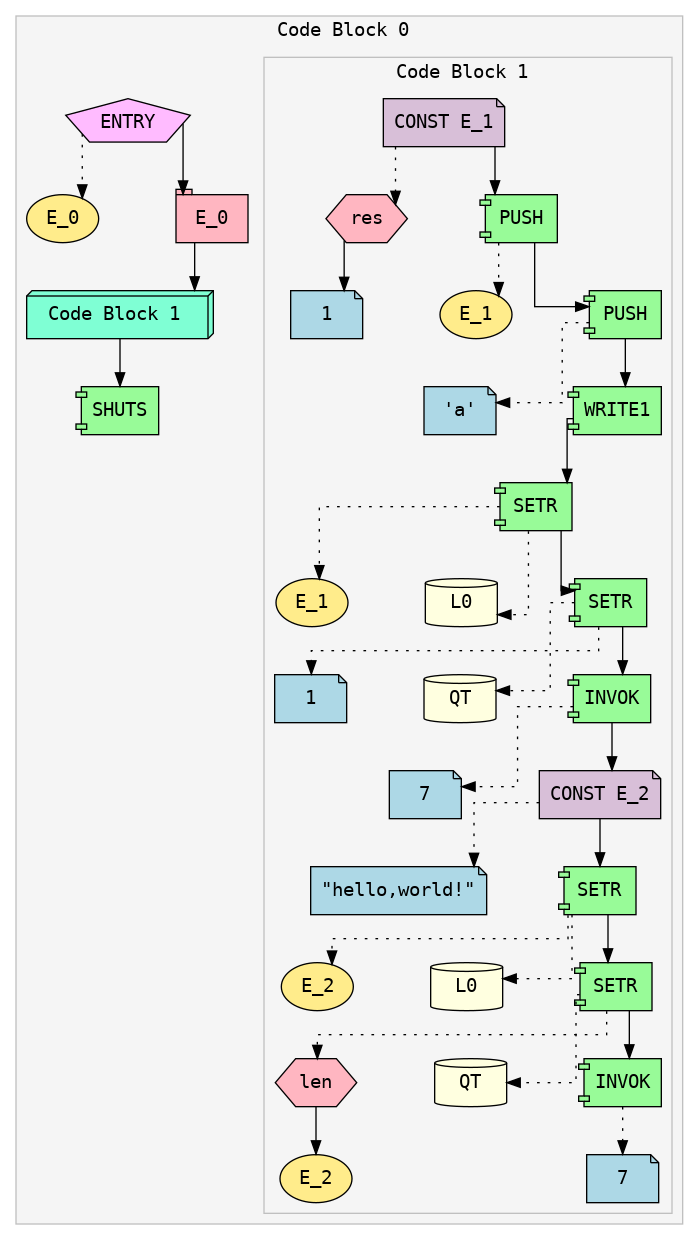 Code Block 0
Code Block 1
ENTRY
CONST E_1
E_0
E_0
res
PUSH
Code Block 1
1
E_1
PUSH
SHUTS
'a'
WRITE1
SETR
E_1
L0
SETR
1
QT
INVOK
7
CONST E_2
"hello,world!"
SETR
E_2
L0
SETR
len
QT
INVOK
E_2
7